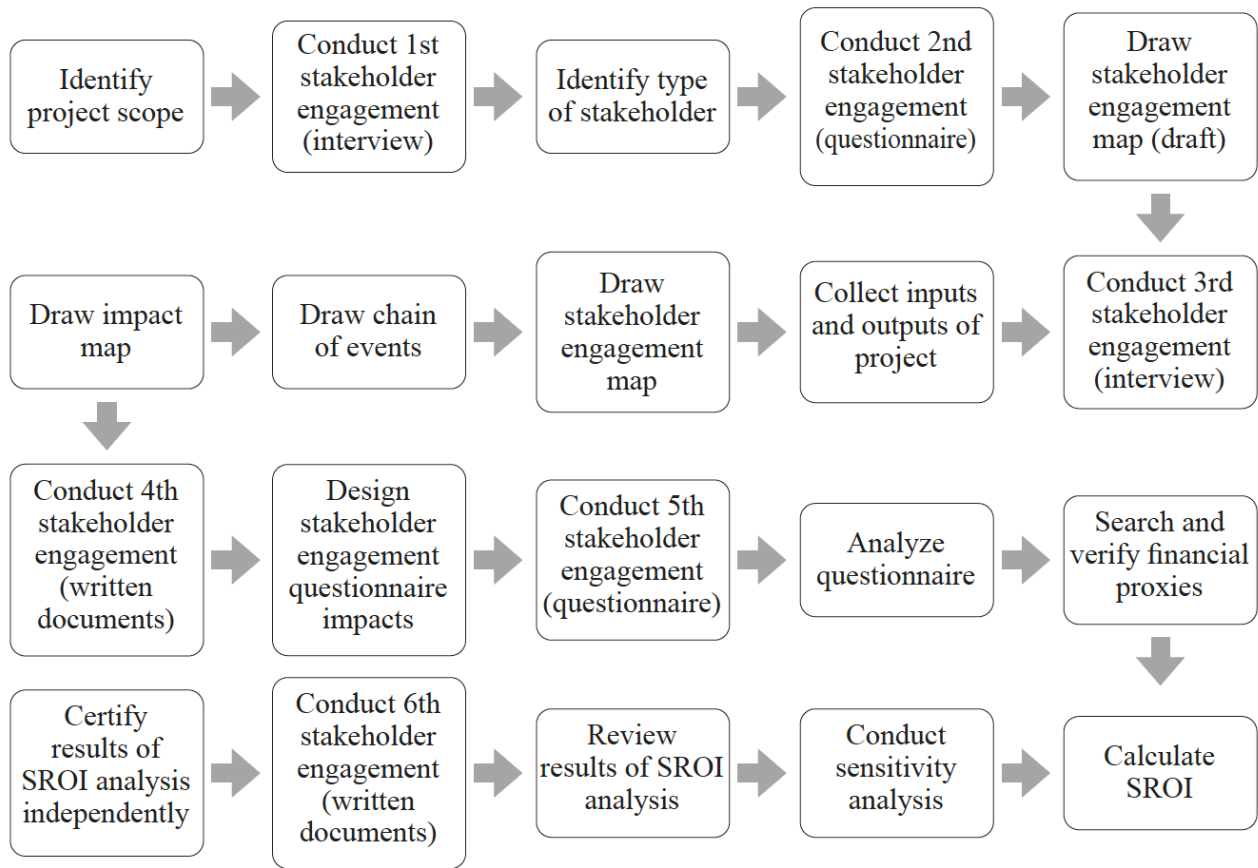 Identify
project scope
Conduct 1st
stakeholder
engagement
(interview)
Identify type
of stakeholder
Conduct 2nd
stakeholder
engagement
(questionnaire)
Draw
stakeholder
engagement
map (draft)
Draw impact
map
Draw chain
of events
Draw
stakeholder
engagement
map
Collect inputs
and outputs of
project
Conduct 3rd
stakeholder
engagement
(interview)
Conduct 4th
stakeholder
engagement
(written
documents)
Design
stakeholder
engagement
questionnaire
impacts
Conduct 5th
stakeholder
engagement
(questionnaire)
Analyze
questionnaire
Search and
verify financial
proxies
Certify
results of
SROI analysis
independently
Conduct 6th
stakeholder
engagement
(written
documents)
Review
results of SROI
analysis
Conduct
sensitivity
analysis
Calculate
SROI